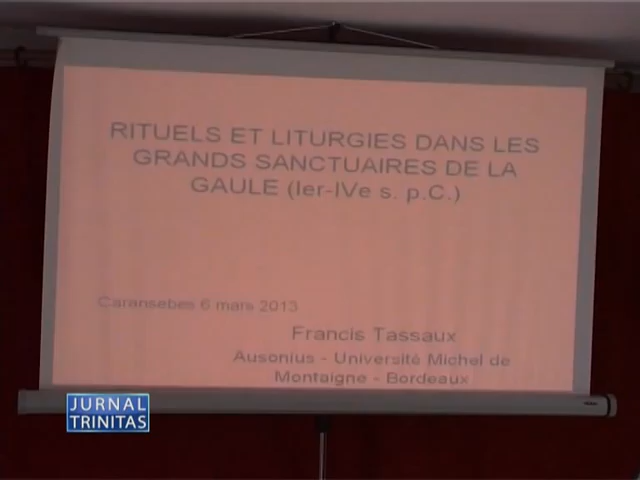 RITUELS ET LITURGIES DANS LES
GRANDS SANCTUAIRES DE LA
GAULE (Ier-IVe s. p.C.)
Caransebes 6 mars 2013
Francis Tassaux
Ausonius - Université Michel de
Montaigne - Bordeaux
JURNAL
TRINITAS